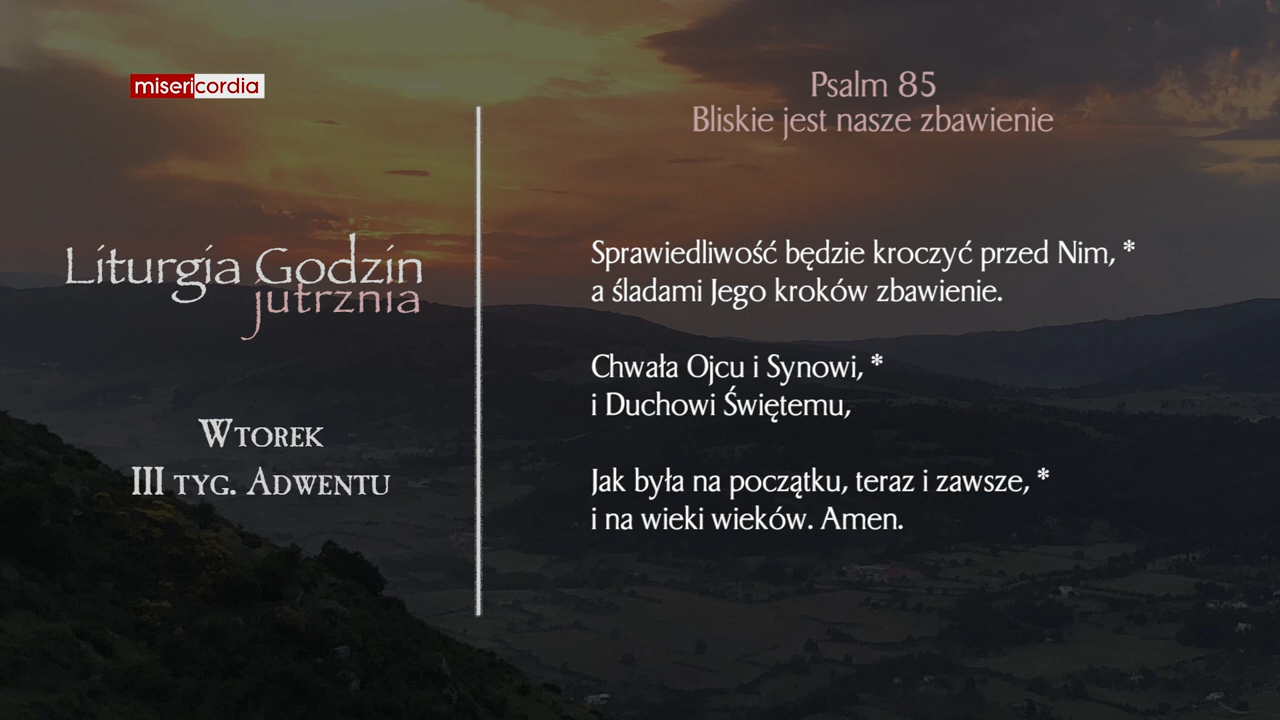 misericordia
Liturgia Godzin
jutrznia
Wtorek
III tyg. Adwentu
Psalm 85
Bliskie jest nasze zbawienie
Sprawiedliwość będzie kroczyć przed Nim, *
a śladami Jego kroków zbawienie.
Chwała Ojcu i Synowi, *
i Duchowi Świętemu,
Jak była na początku, teraz i zawsze, *
i na wieki wieków. Amen.